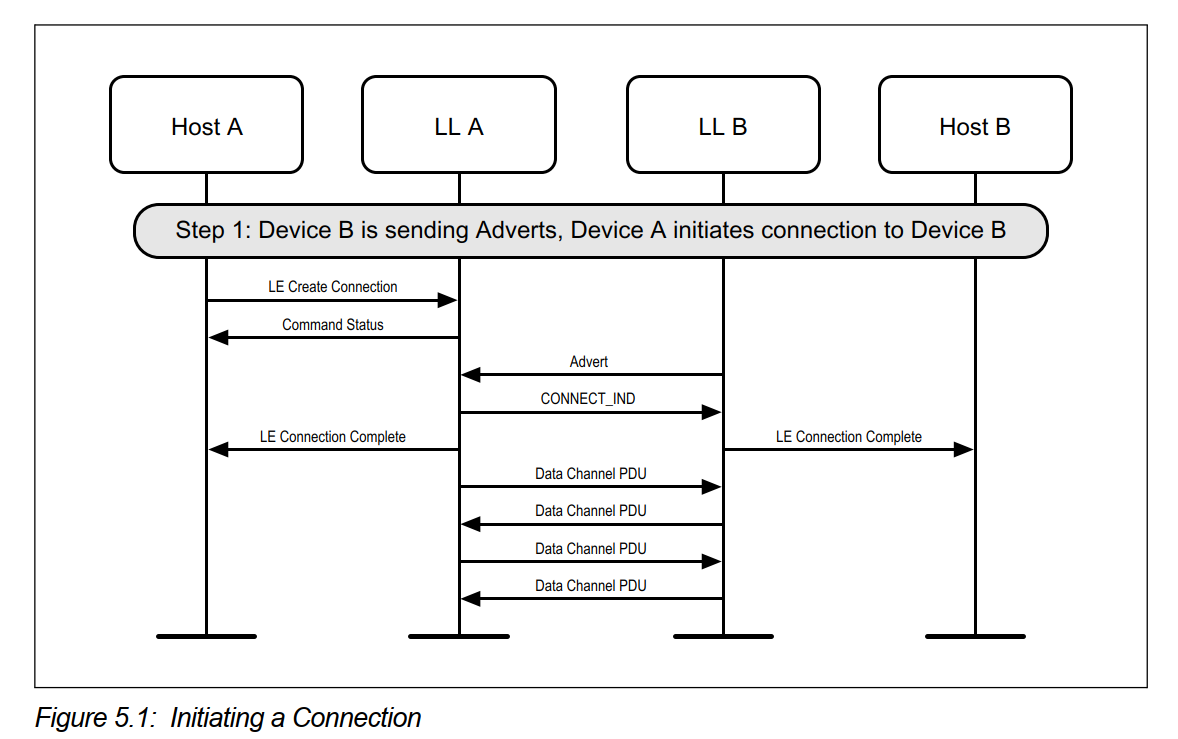 Host A
LL A
LL B
Host B
Step 1: Device B is sending Adverts, Device A initiates connection to Device B
LE Create Connection
Command Status
Advert
CONNECT_IND
LE Connection Complete
LE Connection Complete
Data Channel PDU
Data Channel PDU
Data Channel PDU
Data Channel PDU
Figure 5.1: Initiating a Connection